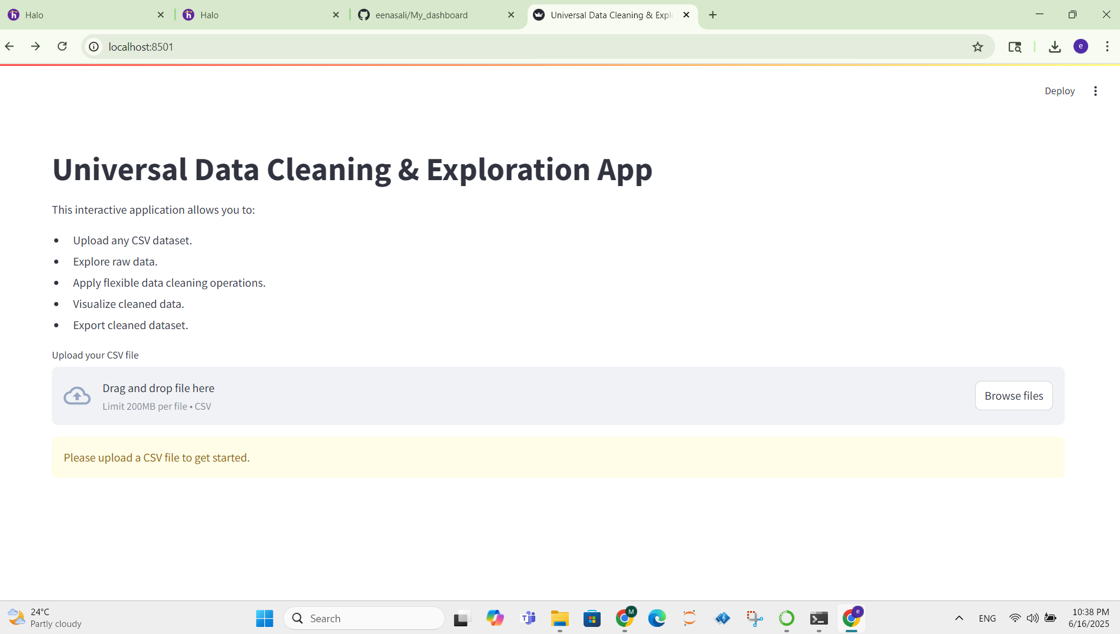 Halo
Halo
eenasali/My_dashboard
Universal Data Cleaning & Expl
localhost:8501
e
Deploy
Universal Data Cleaning & Exploration App
This interactive application allows you to:
• Upload any CSV dataset.
• Explore raw data.
• Apply flexible data cleaning operations.
• Visualize cleaned data.
• Export cleaned dataset.
Upload your CSV file
Drag and drop file here
Limit 200MB per file • CSV
Browse files
Please upload a CSV file to get started.
24°C
Partly cloudy
Search
M
e
ENG
10:38 PM
6/16/2025